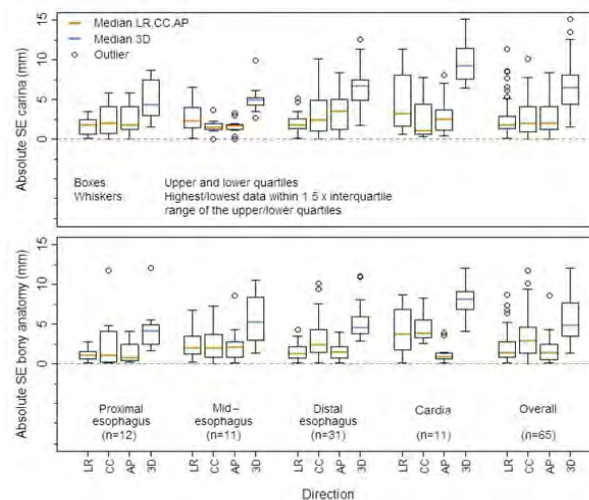 Median LR,CC,AP
Median 3D
Outlier
Absolute SE carina (mm)
15
10
5
0
Boxes: Upper and lower quartiles
Whiskers: Highest/lowest data within 1.5 x interquartile
range of the upper/lower quartiles
Absolute SE bony anatomy (mm)
15
10
5
0
Proximal Mid– Distal Cardia Overall
esophagus esophagus esophagus
(n=12) (n=11) (n=31) (n=11) (n=65)
LR CC AP 3D LR CC AP 3D LR CC AP 3D LR CC AP 3D LR CC AP 3D
Direction